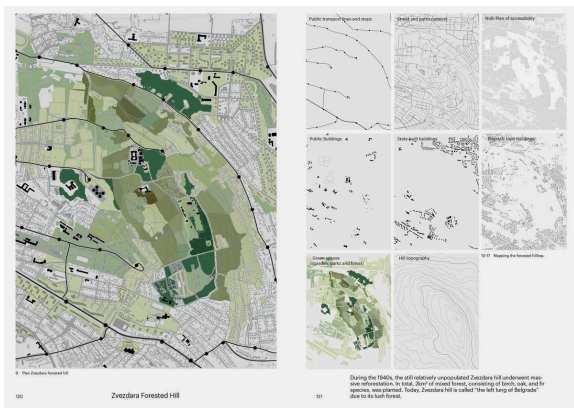 9 Plan Zvezdara forested hill
120
Zvezdara Forested Hill
Public transport lines and stops
Street and paths network
Nolli-Plan of accessibility
Public Buildings
State-built buildings
Privately built buildings
Green spaces
(garden, parks and forest)
Hill topography
10-17 Mapping the forested hilltop.
121
During the 1940s, the still relatively unpopulated Zvezdara hill underwent mas-
sive reforestation. In total, 2km² of mixed forest, consisting of birch, oak, and fir
species, was planted. Today, Zvezdara hill is called “the left lung of Belgrade”
due to its lush forest.